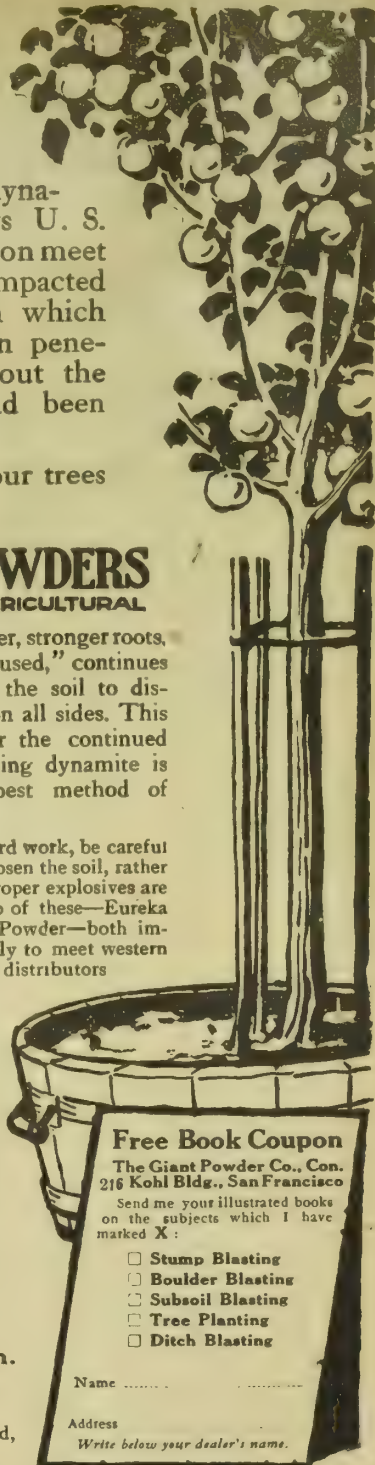 yna-
s U. S.
on meet
mpacted
which
n pene-
out the
d been
our trees
WDERS
RICULTURAL
er, stronger roots,
used," continues
the soil to dis-
n all sides. This
r the continued
ing dynamite is
best method of
rd work, be careful
osen the soil, rather
roper explosives are
o of these—Eureka
Powder—both im-
ly to meet western
distributors
Free Book Coupon
The Giant Powder Co., Con.
216 Kohl Bldg., San Francisco
Send me your illustrated books
on the subjects which I have
marked X :
☐ Stump Blasting
☐ Boulder Blasting
☐ Subsoil Blasting
☐ Tree Planting
☐ Ditch Blasting
n.
Name
d,
Address
Write below your dealer's name.